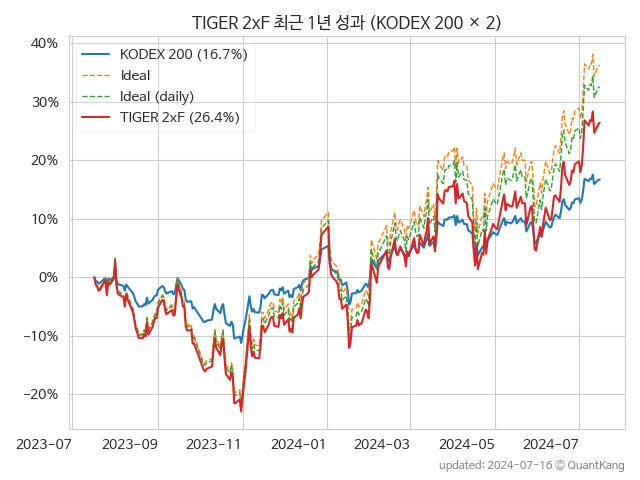 TIGER 2xF 최근 1년 성과 (KODEX 200 × 2)
KODEX 200 (16.7%)
Ideal
Ideal (daily)
TIGER 2xF (26.4%)
40%
30%
20%
10%
0%
−10%
−20%
2023-07 2023-09 2023-11 2024-01 2024-03 2024-05 2024-07
updated: 2024-07-16 © QuantKang